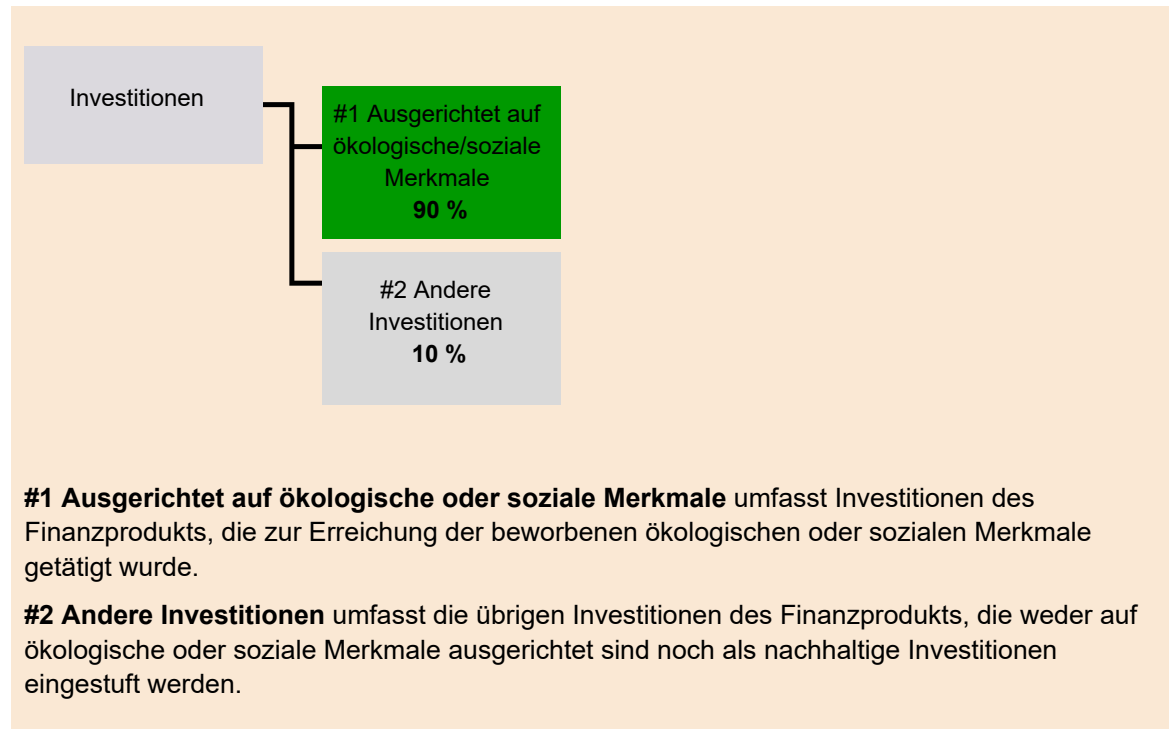 Investitionen
#1 Ausgerichtet auf
ökologische/soziale
Merkmale
90 %
#2 Andere
Investitionen
10 %
#1 Ausgerichtet auf ökologische oder soziale Merkmale umfasst Investitionen des
Finanzprodukts, die zur Erreichung der beworbenen ökologischen oder sozialen Merkmale
getätigt wurde.
#2 Andere Investitionen umfasst die übrigen Investitionen des Finanzprodukts, die weder auf
ökologische oder soziale Merkmale ausgerichtet sind noch als nachhaltige Investitionen
eingestuft werden.